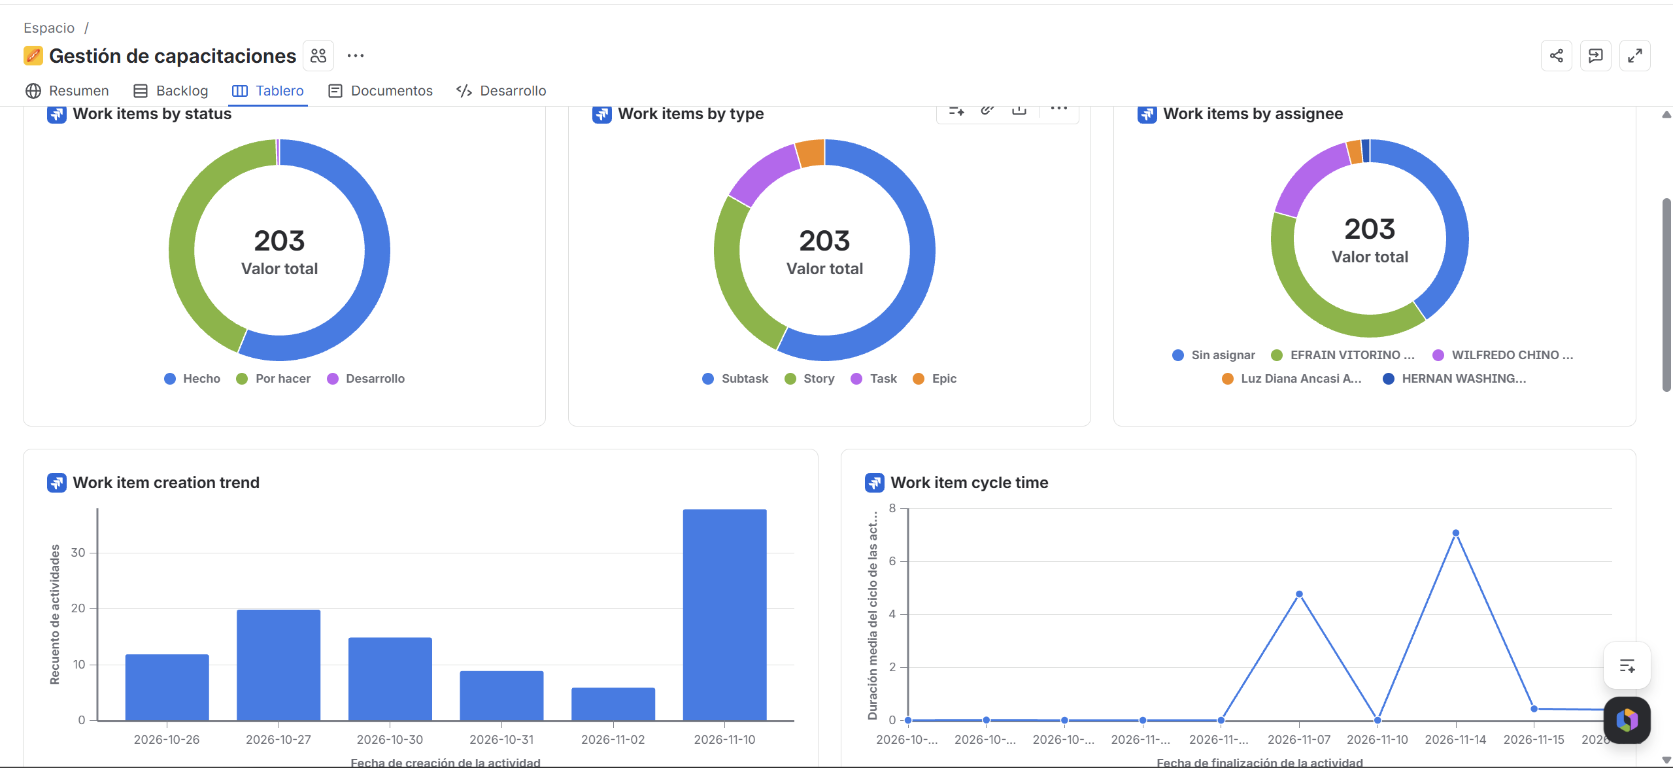 Espacio /
Gestión de capacitaciones
Resumen Backlog Tablero Documentos Desarrollo
Work items by status
203
Valor total
Hecho Por hacer Desarrollo
Work items by type
203
Valor total
Subtask Story Task Epic
Work items by assignee
203
Valor total
Sin asignar EFRAIN VITORINO ... WILFREDO CHINO ...
Luz Diana Ancasi A... HERNAN WASHING...
Work item creation trend
Recuento de actividades
30
20
10
0
2026-10-26 2026-10-27 2026-10-30 2026-10-31 2026-11-02 2026-11-10
Fecha de creación de la actividad
Work item cycle time
Duración media del ciclo de las act...
8
6
4
2
0
2026-10-... 2026-10-... 2026-10-... 2026-11-... 2026-11-... 2026-11-07 2026-11-10 2026-11-14 2026-11-15 2026
Fecha de finalización de la actividad